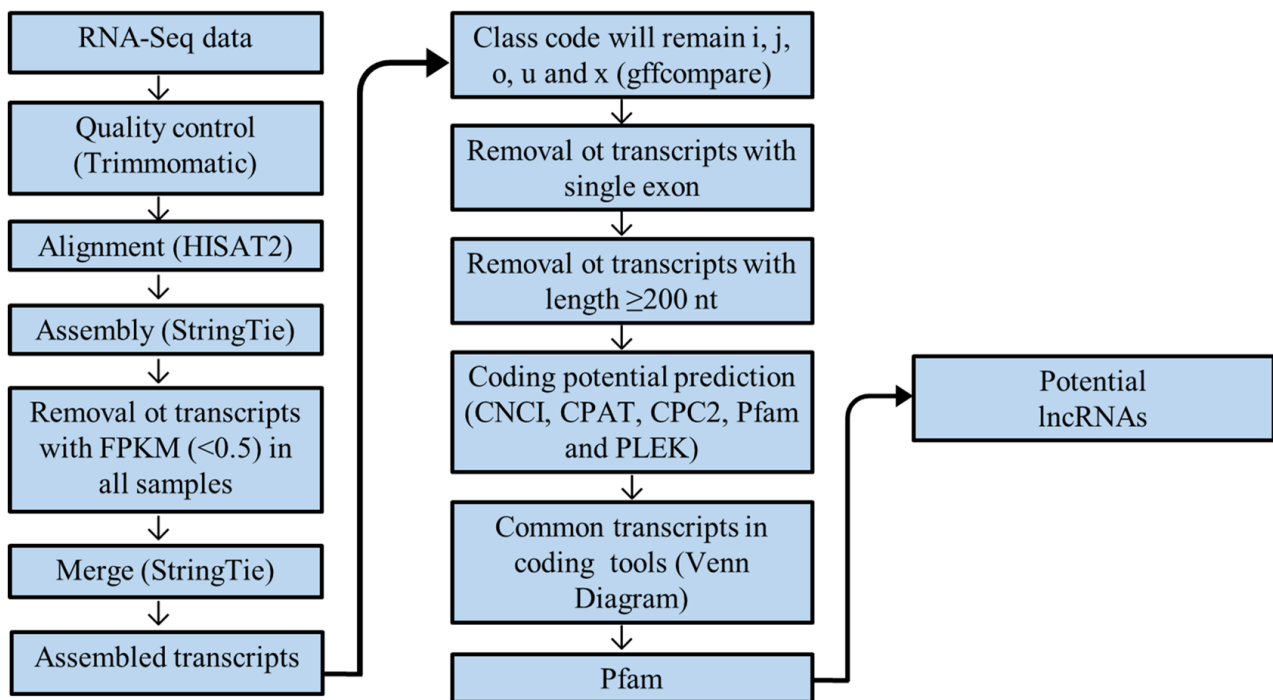 RNA-Seq data
Quality control
(Trimmomatic)
Alignment (HISAT2)
Assembly (StringTie)
Removal ot transcripts
with FPKM (<0.5) in
all samples
Merge (StringTie)
Assembled transcripts
Class code will remain i, j,
o, u and x (gffcompare)
Removal ot transcripts with
single exon
Removal ot transcripts with
length ≥200 nt
Coding potential prediction
(CNCI, CPAT, CPC2, Pfam
and PLEK)
Common transcripts in
coding tools (Venn
Diagram)
Pfam
Potential
lncRNAs